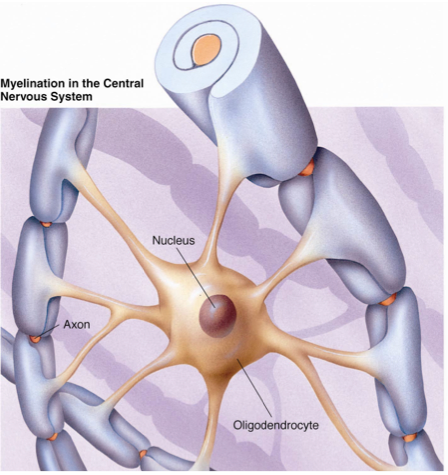 Myelination in the Central
Nervous System
Nucleus
Axon
Oligodendrocyte